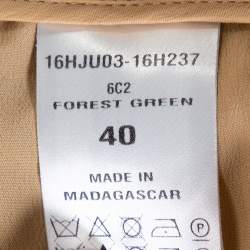 16HJU03-16H237
6C2
FOREST GREEN
40
MADE IN
MADAGASCAR